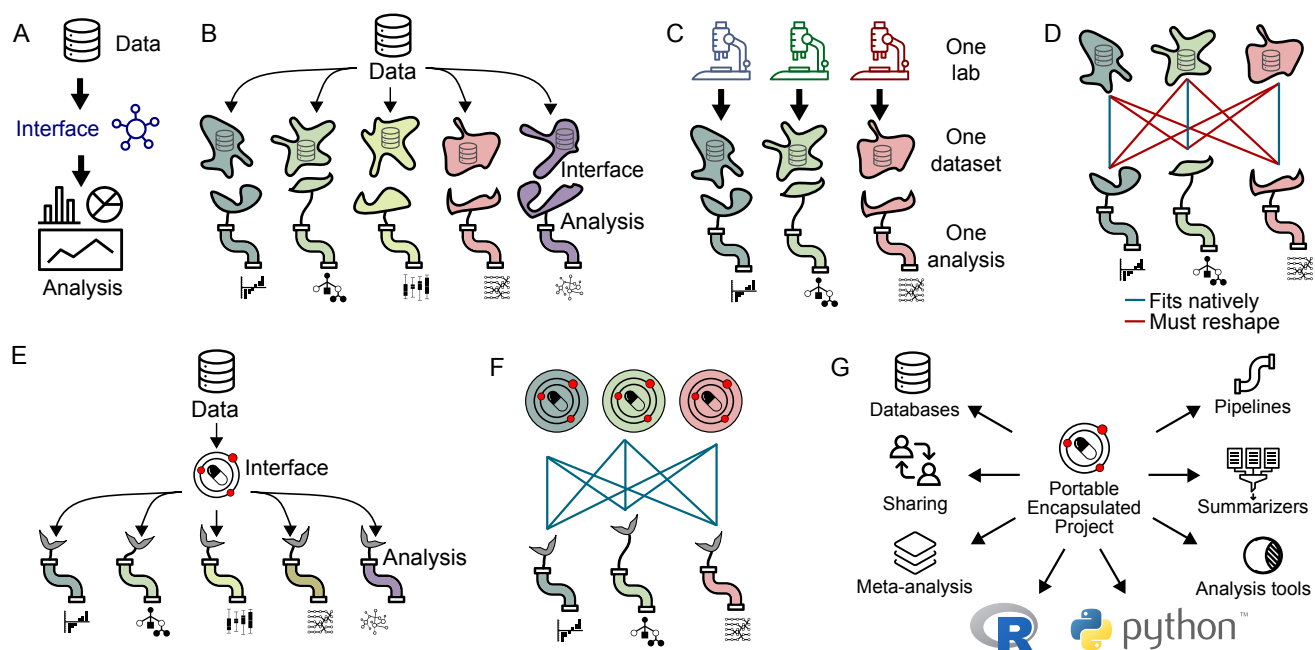 A
Data
Interface
Analysis
B
Data
Interface
Analysis
C
One
lab
One
dataset
One
analysis
D
Fits natively
Must reshape
E
Data
Interface
Analysis
F
G
Databases
Sharing
Meta-analysis
Portable
Encapsulated
Project
Pipelines
Summarizers
Analysis tools
R
python™